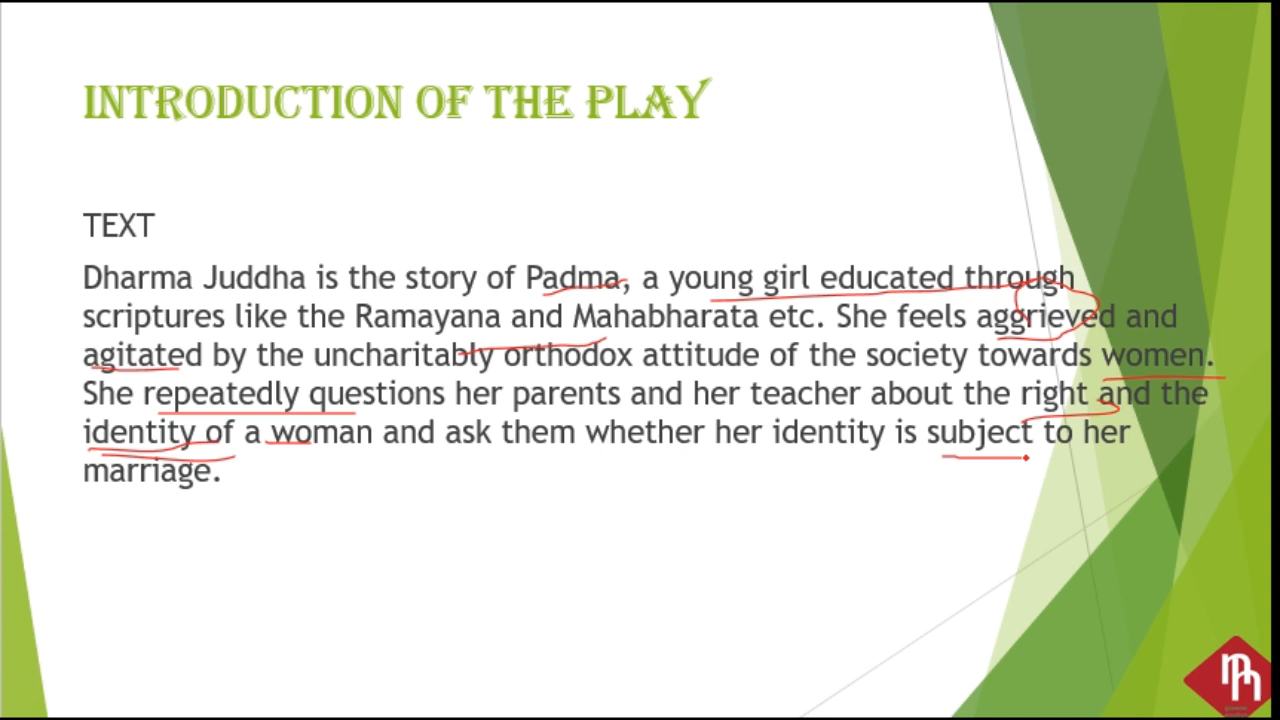 INTRODUCTION OF THE PLAY
TEXT
Dharma Juddha is the story of Padma, a young girl educated through
scriptures like the Ramayana and Mahabharata etc. She feels aggrieved and
agitated by the uncharitably orthodox attitude of the society towards women.
She repeatedly questions her parents and her teacher about the right and the
identity of a woman and ask them whether her identity is subject to her
marriage.